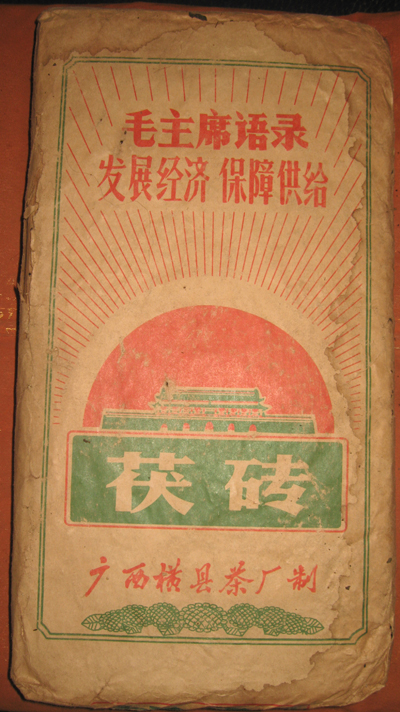 毛主席语录
发展经济 保障供给
茯砖
广西横县茶厂制